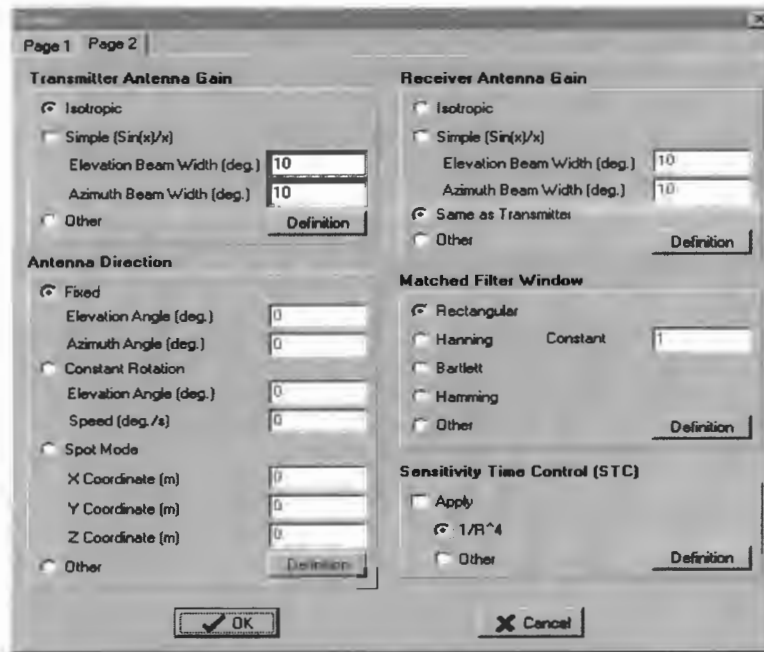 Page 1 Page 2
Transmitter Antenna Gain
Isotropic
Simple (Sin(x)/x)
Elevation Beam Width (deg.) 10
Azimuth Beam Width (deg.) 10
Other Definition
Antenna Direction
Fixed
Elevation Angle (deg.) 0
Azimuth Angle (deg.) 0
Constant Rotation
Elevation Angle (deg.) 0
Speed (deg./s) 0
Spot Mode
X Coordinate (m) 0
Y Coordinate (m) 0
Z Coordinate (m) 0
Other Definition
Receiver Antenna Gain
Isotropic
Simple (Sin(x)/x)
Elevation Beam Width (deg.) 10
Azimuth Beam Width (deg.) 10
Same as Transmitter
Other Definition
Matched Filter Window
Rectangular
Hanning Constant 1
Bartlett
Hamming
Other Definition
Sensitivity Time Control (STC)
Apply
1/R^4
Other Definition
OK Cancel